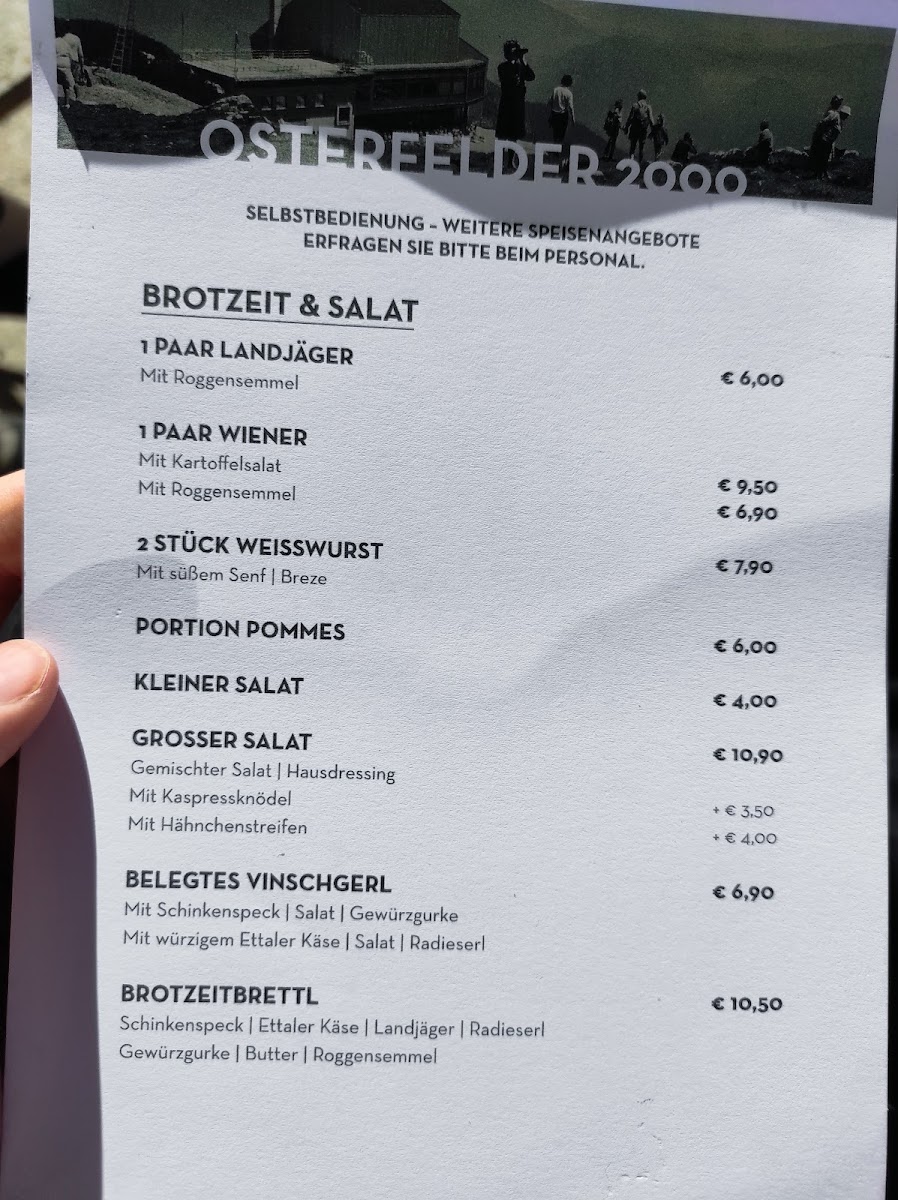 OSTERFELDER 2000
SELBSTBEDIENUNG – WEITERE SPEISENANGEBOTE
ERFRAGEN SIE BITTE BEIM PERSONAL.
BROTZEIT & SALAT
1 PAAR LANDJÄGER
Mit Roggensemmel € 6,00
1 PAAR WIENER
Mit Kartoffelsalat € 9,50
Mit Roggensemmel € 6,90
2 STÜCK WEISSWURST € 7,90
Mit süßem Senf | Breze
PORTION POMMES € 6,00
KLEINER SALAT € 4,00
GROSSER SALAT € 10,90
Gemischter Salat | Hausdressing
Mit Kaspressknödel + € 3,50
Mit Hähnchenstreifen + € 4,00
BELEGTES VINSCHGERL € 6,90
Mit Schinkenspeck | Salat | Gewürzgurke
Mit würzigem Ettaler Käse | Salat | Radieserl
BROTZEITBRETTL € 10,50
Schinkenspeck | Ettaler Käse | Landjäger | Radieserl
Gewürzgurke | Butter | Roggensemmel